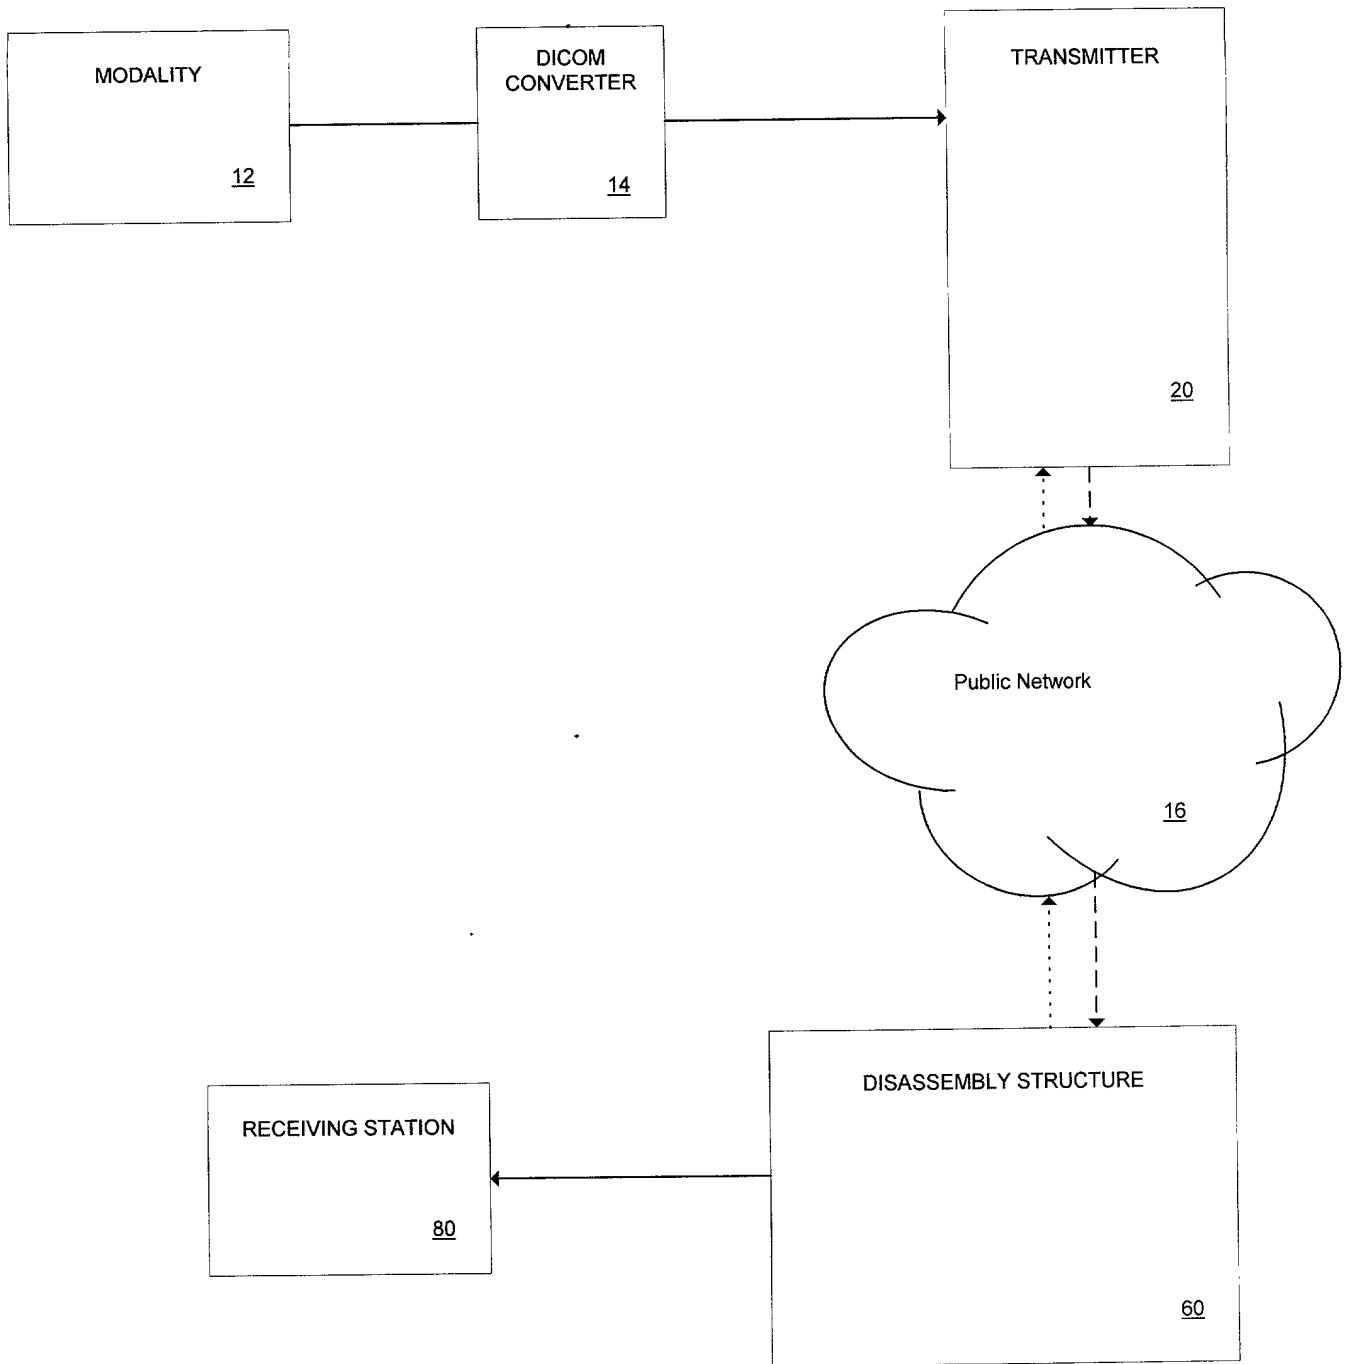 MODALITY
12
DICOM
CONVERTER
14
TRANSMITTER
20
Public Network
16
DISASSEMBLY STRUCTURE
60
RECEIVING STATION
80